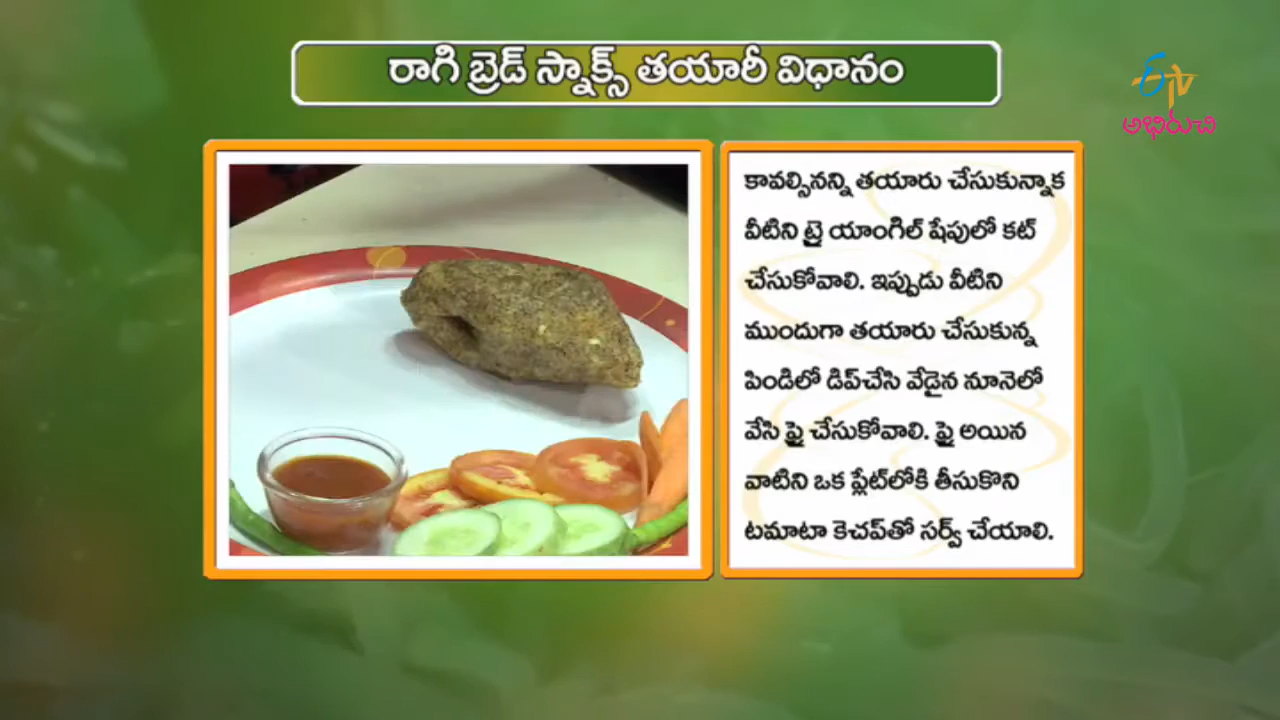 రాగి బ్రెడ్ స్నాక్స్ తయారీ విధానం
ETV
అభిరుచి
కావల్సినన్ని తయారు చేసుకున్నాక
వీటిని ట్రై యాంగిల్ షేపులో కట్
చేసుకోవాలి. ఇప్పుడు వీటిని
ముందుగా తయారు చేసుకున్న
పిండిలో డిప్‌చేసి వేడైన నూనెలో
వేసి ఫ్రై చేసుకోవాలి. ఫ్రై అయిన
వాటిని ఒక ప్లేట్‌లోకి తీసుకొని
టమాటా కెచప్‌తో సర్వ్ చేయాలి.